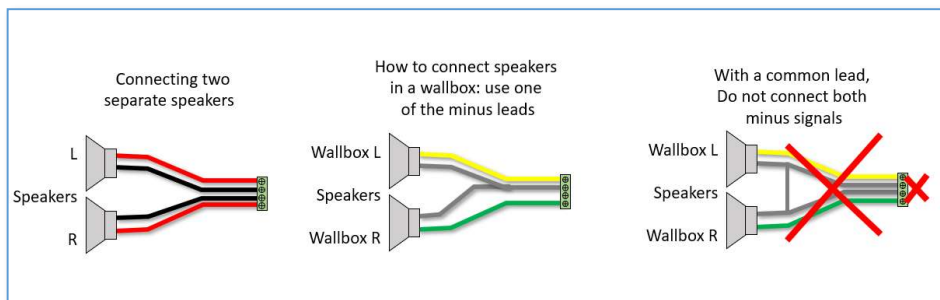 Connecting two
separate speakers
L
Speakers
R
How to connect speakers
in a wallbox: use one
of the minus leads
Wallbox L
Speakers
Wallbox R
With a common lead,
Do not connect both
minus signals
Wallbox L
Speakers
Wallbox R